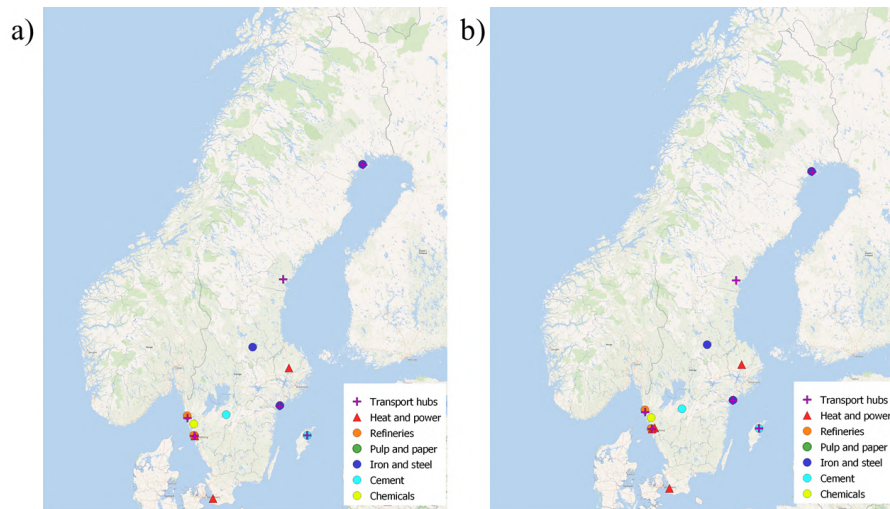 a)
Transport hubs
Heat and power
Refineries
Pulp and paper
Iron and steel
Cement
Chemicals
b)
Transport hubs
Heat and power
Refineries
Pulp and paper
Iron and steel
Cement
Chemicals